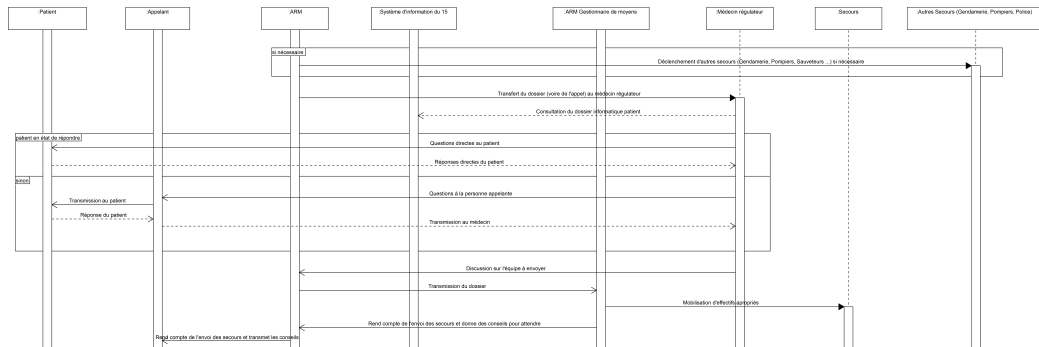 :Patient
:Appelant
:ARM
:Système d'information du 15
:ARM Gestionnaire de moyens
:Médecin régulateur
:Secours
:Autres Secours (Gendarmerie, Pompiers, Police)
si nécessaire
Déclenchement d'autres secours (Gendarmerie, Pompiers, Sauveteurs ...) si nécessaire
Transfert du dossier (voire de l'appel) au médecin régulateur
Consultation du dossier informatique patient
patient en état de répondre
Questions directes au patient
Réponses directes du patient
sinon
Questions à la personne appelante
Transmission au patient
Réponse du patient
Transmission au médecin
Discussion sur l'équipe à envoyer
Transmission du dossier
Mobilisation d'effectifs apropriés
Rend compte de l'envoi des secours et donne des conseils pour attendre
Rend compte de l'envoi des secours et transmet les conseils